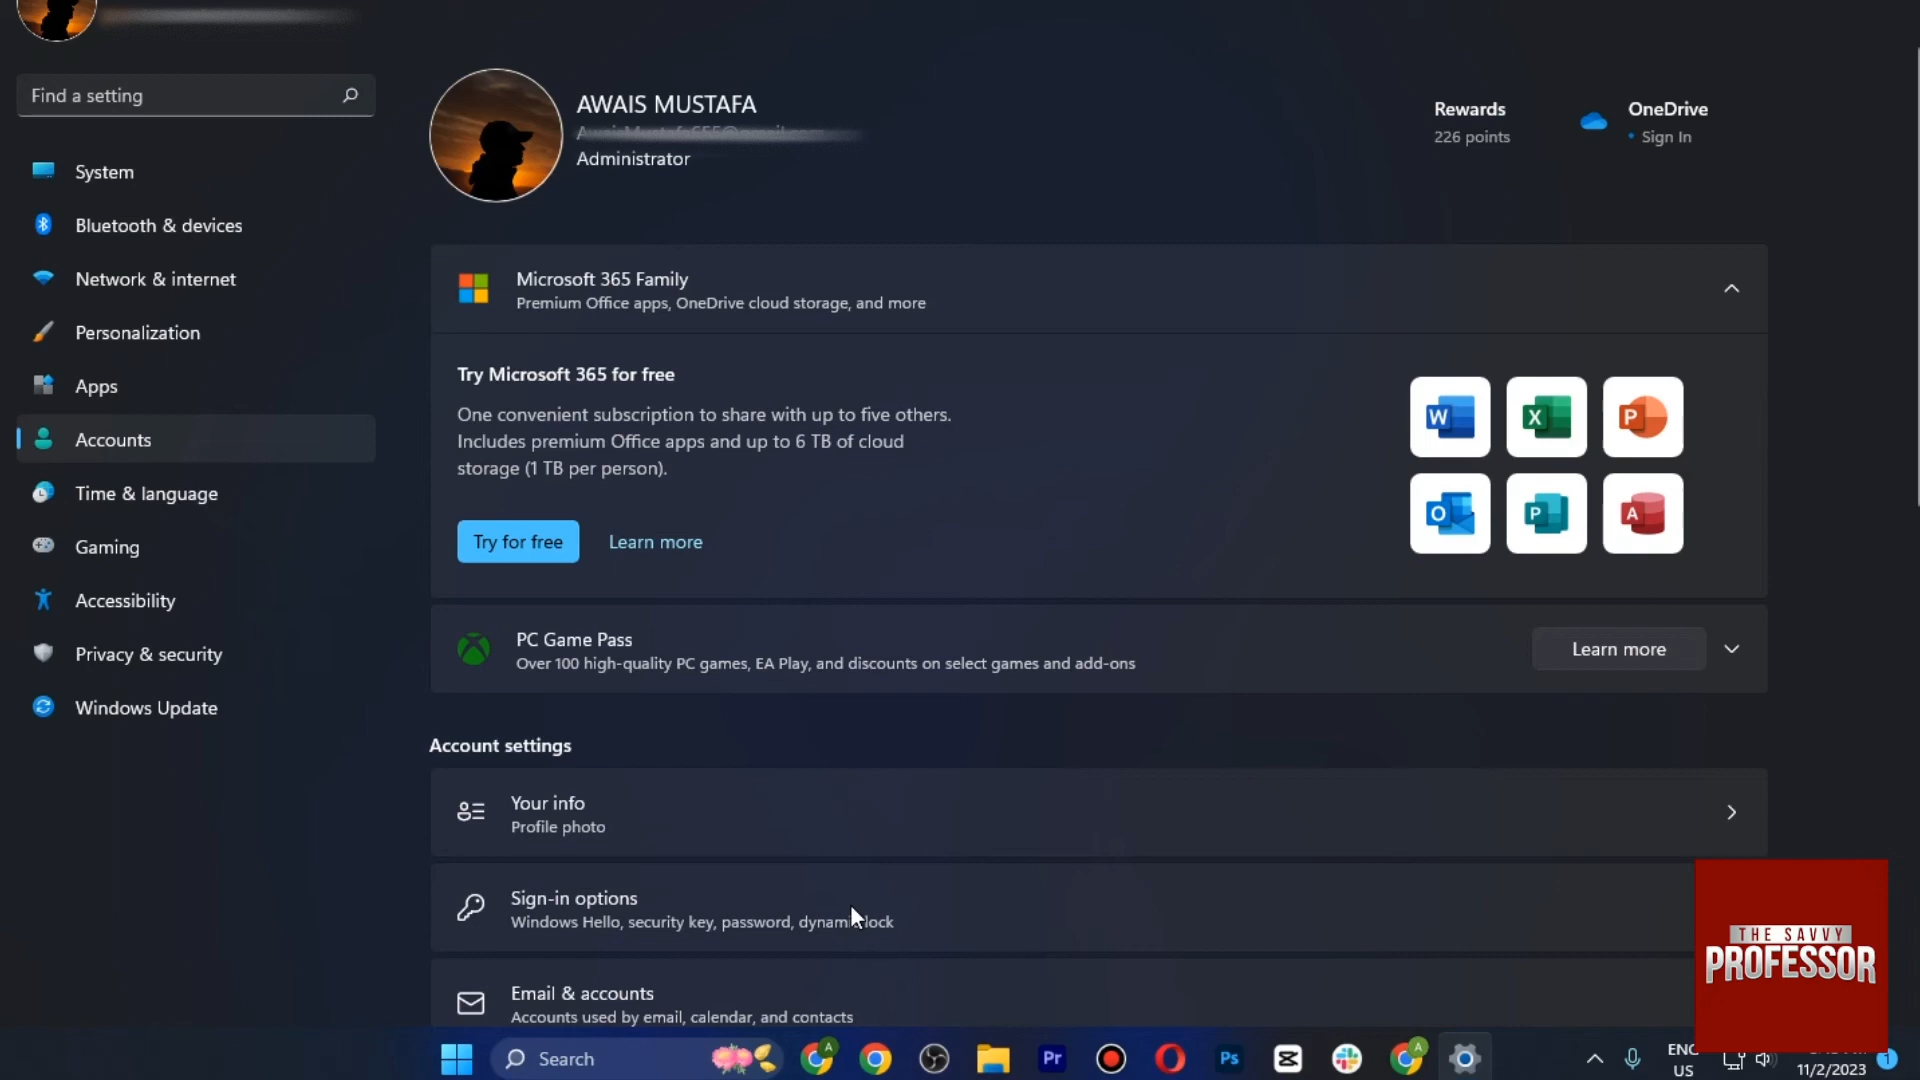 Find a setting
System
Bluetooth & devices
Network & internet
Personalization
Apps
Accounts
Time & language
Gaming
Accessibility
Privacy & security
Windows Update
AWAIS MUSTAFA
Administrator
Rewards
226 points
OneDrive
• Sign In
Microsoft 365 Family
Premium Office apps, OneDrive cloud storage, and more
Try Microsoft 365 for free
One convenient subscription to share with up to five others.
Includes premium Office apps and up to 6 TB of cloud
storage (1 TB per person).
Try for free
Learn more
W
X
P
O
P
A
PC Game Pass
Over 100 high-quality PC games, EA Play, and discounts on select games and add-ons
Learn more
Account settings
Your info
Profile photo
Sign-in options
Windows Hello, security key, password, dynamic lock
Email & accounts
Accounts used by email, calendar, and contacts
THE SAVVY
PROFESSOR
Search
A
Pr
Ps
A
ENG
US
11/2/2023
1